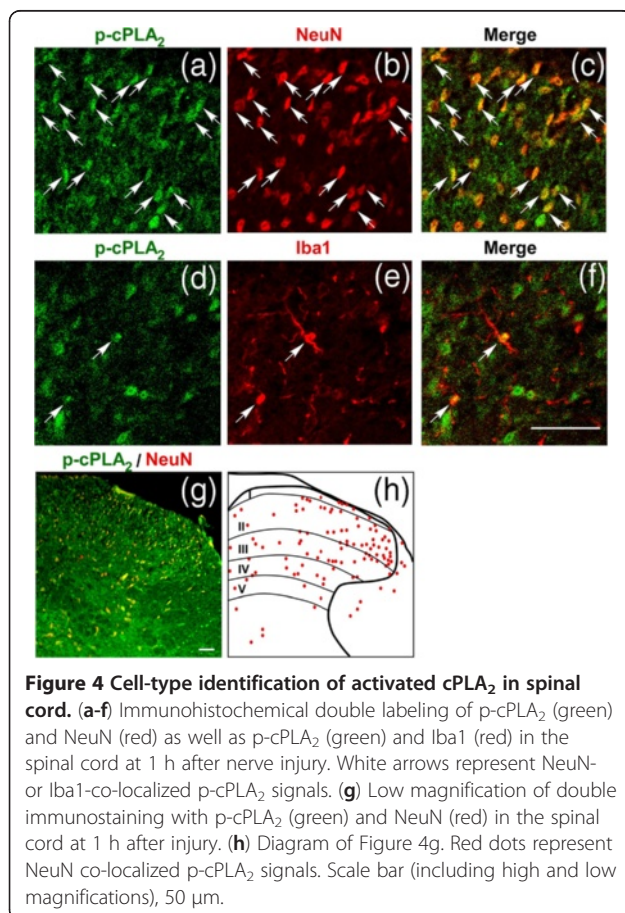 p-cPLA₂ NeuN Merge
(a) (b) (c)
p-cPLA₂ Iba1 Merge
(d) (e) (f)
p-cPLA₂ / NeuN
(g) (h)
I
II
III
IV
V
Figure 4 Cell-type identification of activated cPLA₂ in spinal
cord. (a-f) Immunohistochemical double labeling of p-cPLA₂ (green)
and NeuN (red) as well as p-cPLA₂ (green) and Iba1 (red) in the
spinal cord at 1 h after nerve injury. White arrows represent NeuN-
or Iba1-co-localized p-cPLA₂ signals. (g) Low magnification of double
immunostaining with p-cPLA₂ (green) and NeuN (red) in the spinal
cord at 1 h after injury. (h) Diagram of Figure 4g. Red dots represent
NeuN co-localized p-cPLA₂ signals. Scale bar (including high and low
magnifications), 50 μm.